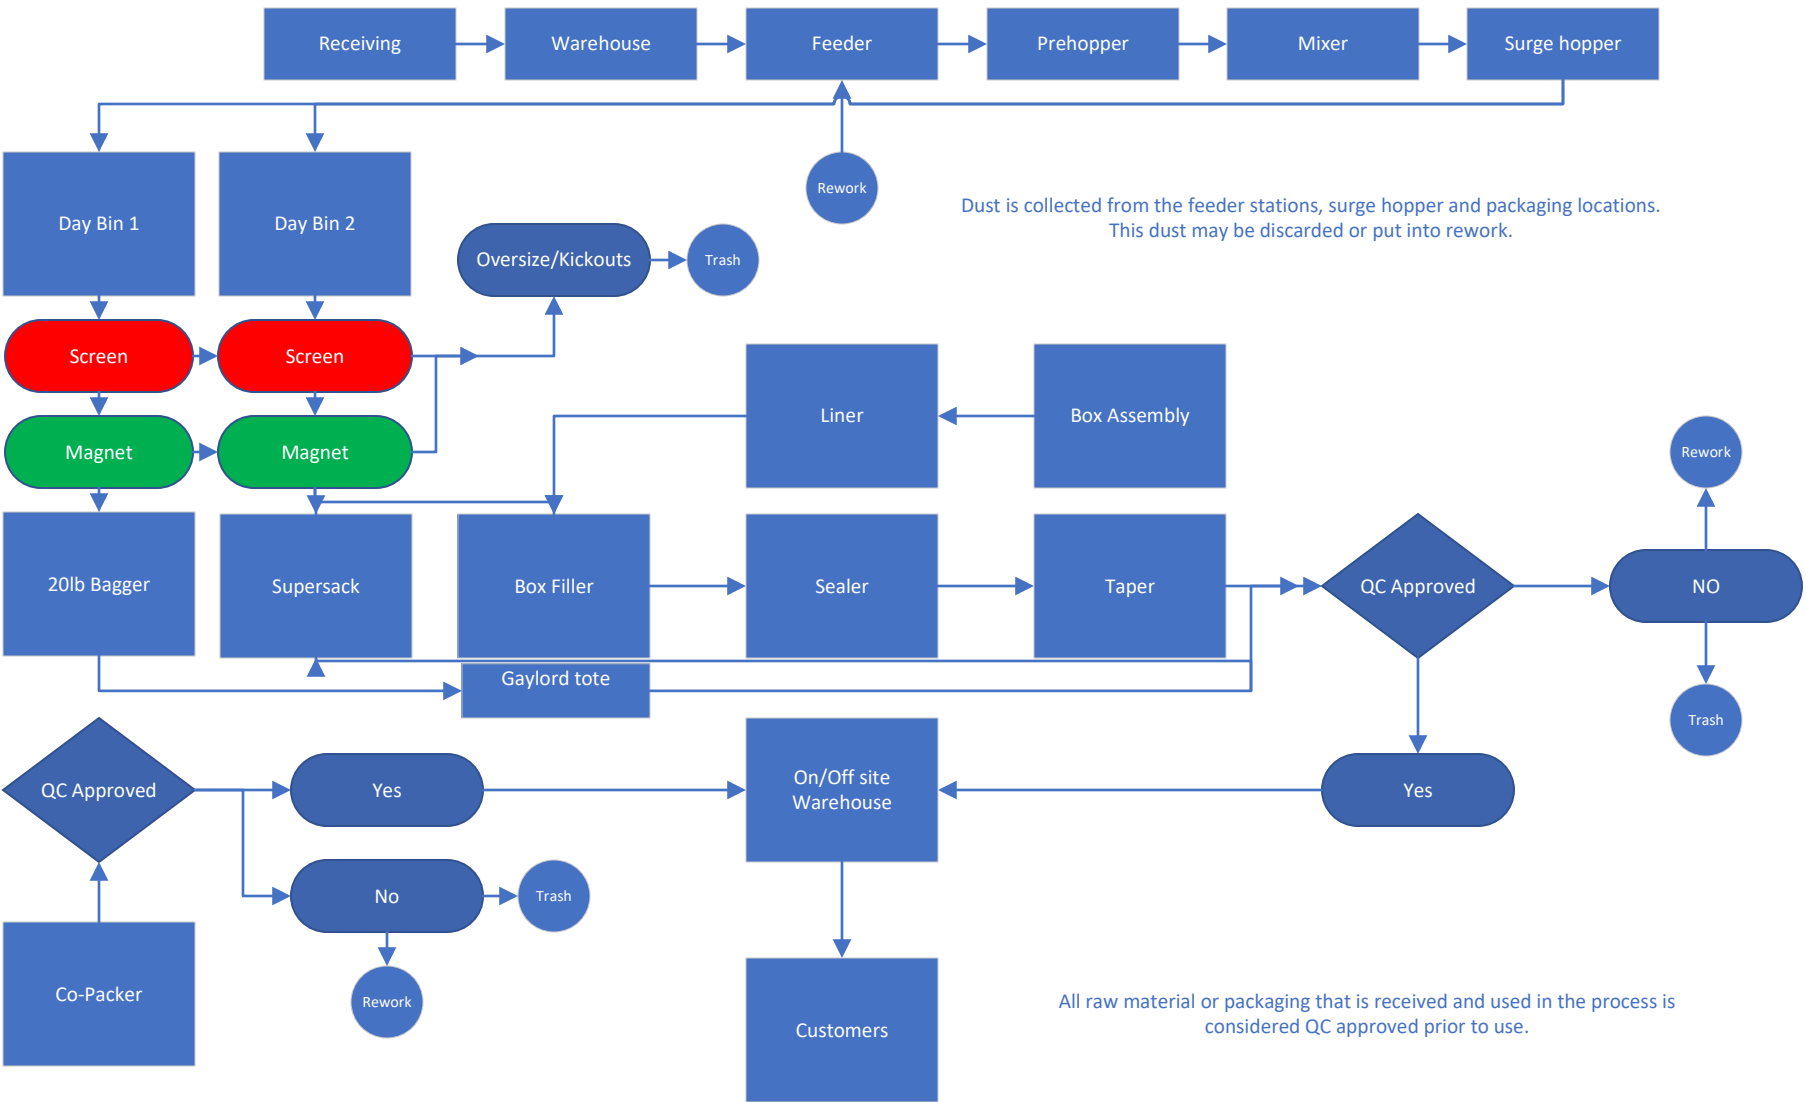 Receiving
Warehouse
Feeder
Prehopper
Mixer
Surge hopper
Day Bin 1
Day Bin 2
Rework
Dust is collected from the feeder stations, surge hopper and packaging locations.
This dust may be discarded or put into rework.
Oversize/Kickouts
Trash
Screen
Screen
Magnet
Magnet
Liner
Box Assembly
Rework
20lb Bagger
Supersack
Box Filler
Sealer
Taper
QC Approved
NO
Gaylord tote
Trash
QC Approved
Yes
On/Off site
Warehouse
Yes
No
Trash
Co-Packer
Rework
Customers
All raw material or packaging that is received and used in the process is
considered QC approved prior to use.